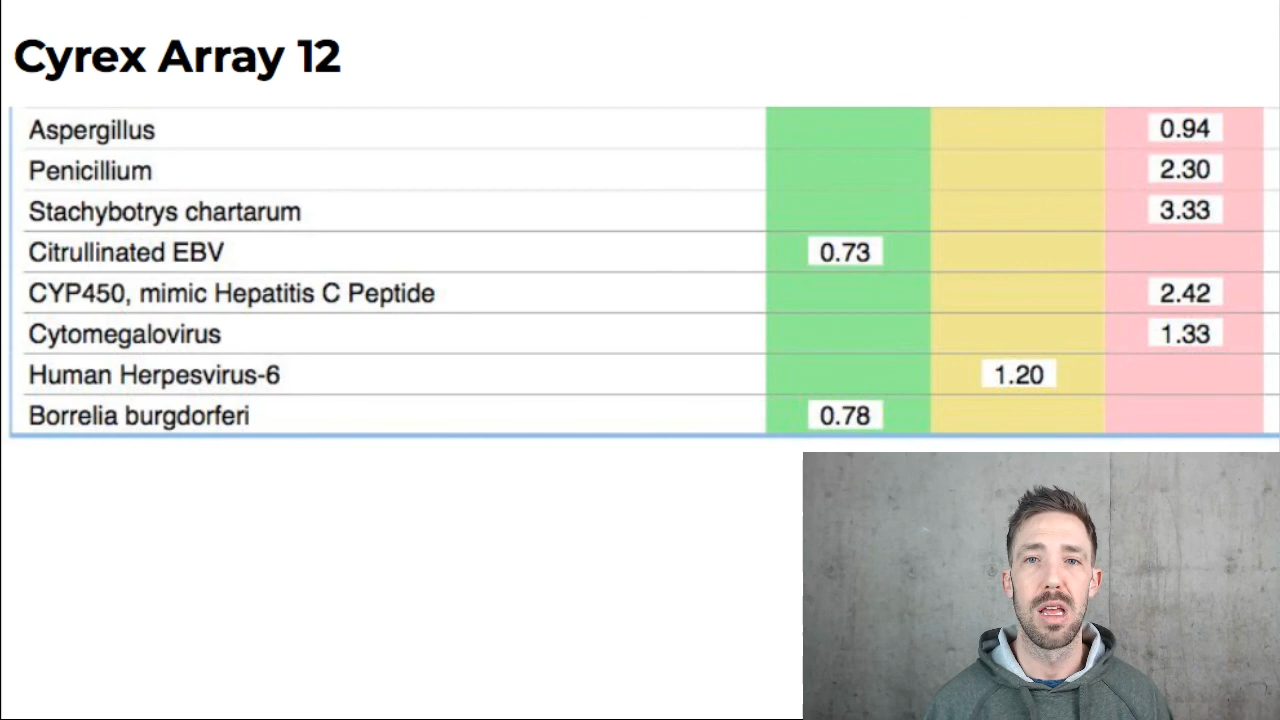 Cyrex Array 12
Aspergillus 0.94
Penicillium 2.30
Stachybotrys chartarum 3.33
Citrullinated EBV 0.73
CYP450, mimic Hepatitis C Peptide 2.42
Cytomegalovirus 1.33
Human Herpesvirus-6 1.20
Borrelia burgdorferi 0.78